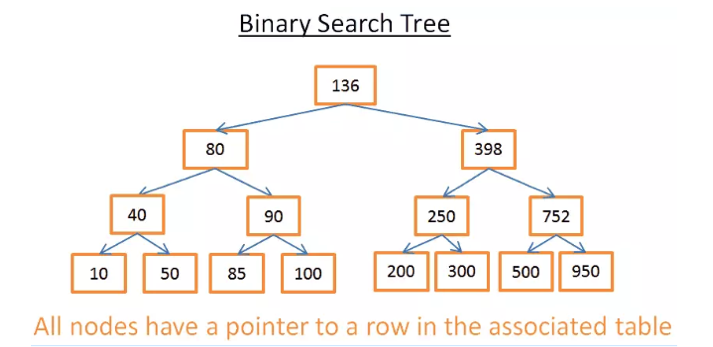 Binary Search Tree
136
80 398
40 90 250 752
10 50 85 100 200 300 500 950
All nodes have a pointer to a row in the associated table